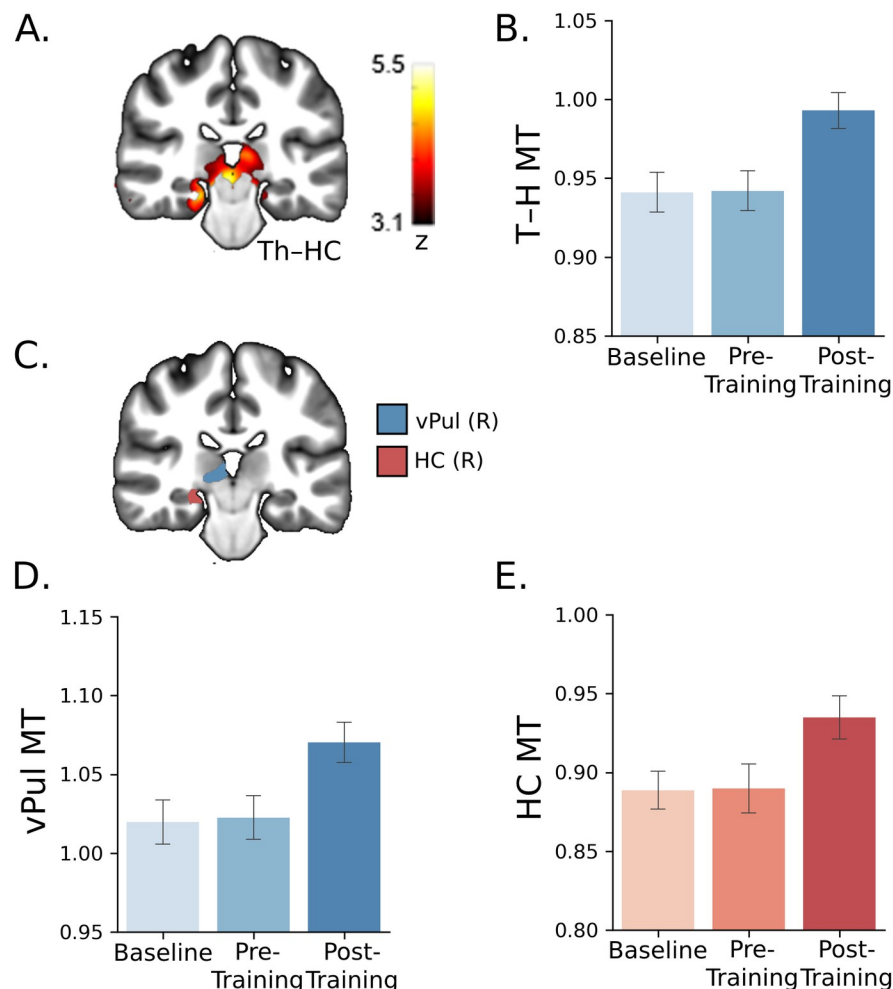 A.
5.5
3.1
z
Th–HC
B.
T–H MT
1.05
1.00
0.95
0.90
0.85
Baseline
Pre-
Training
Post-
Training
C.
vPul (R)
HC (R)
D.
vPul MT
1.15
1.10
1.05
1.00
0.95
Baseline
Pre-
Training
Post-
Training
E.
HC MT
1.00
0.95
0.90
0.85
0.80
Baseline
Pre-
Training
Post-
Training